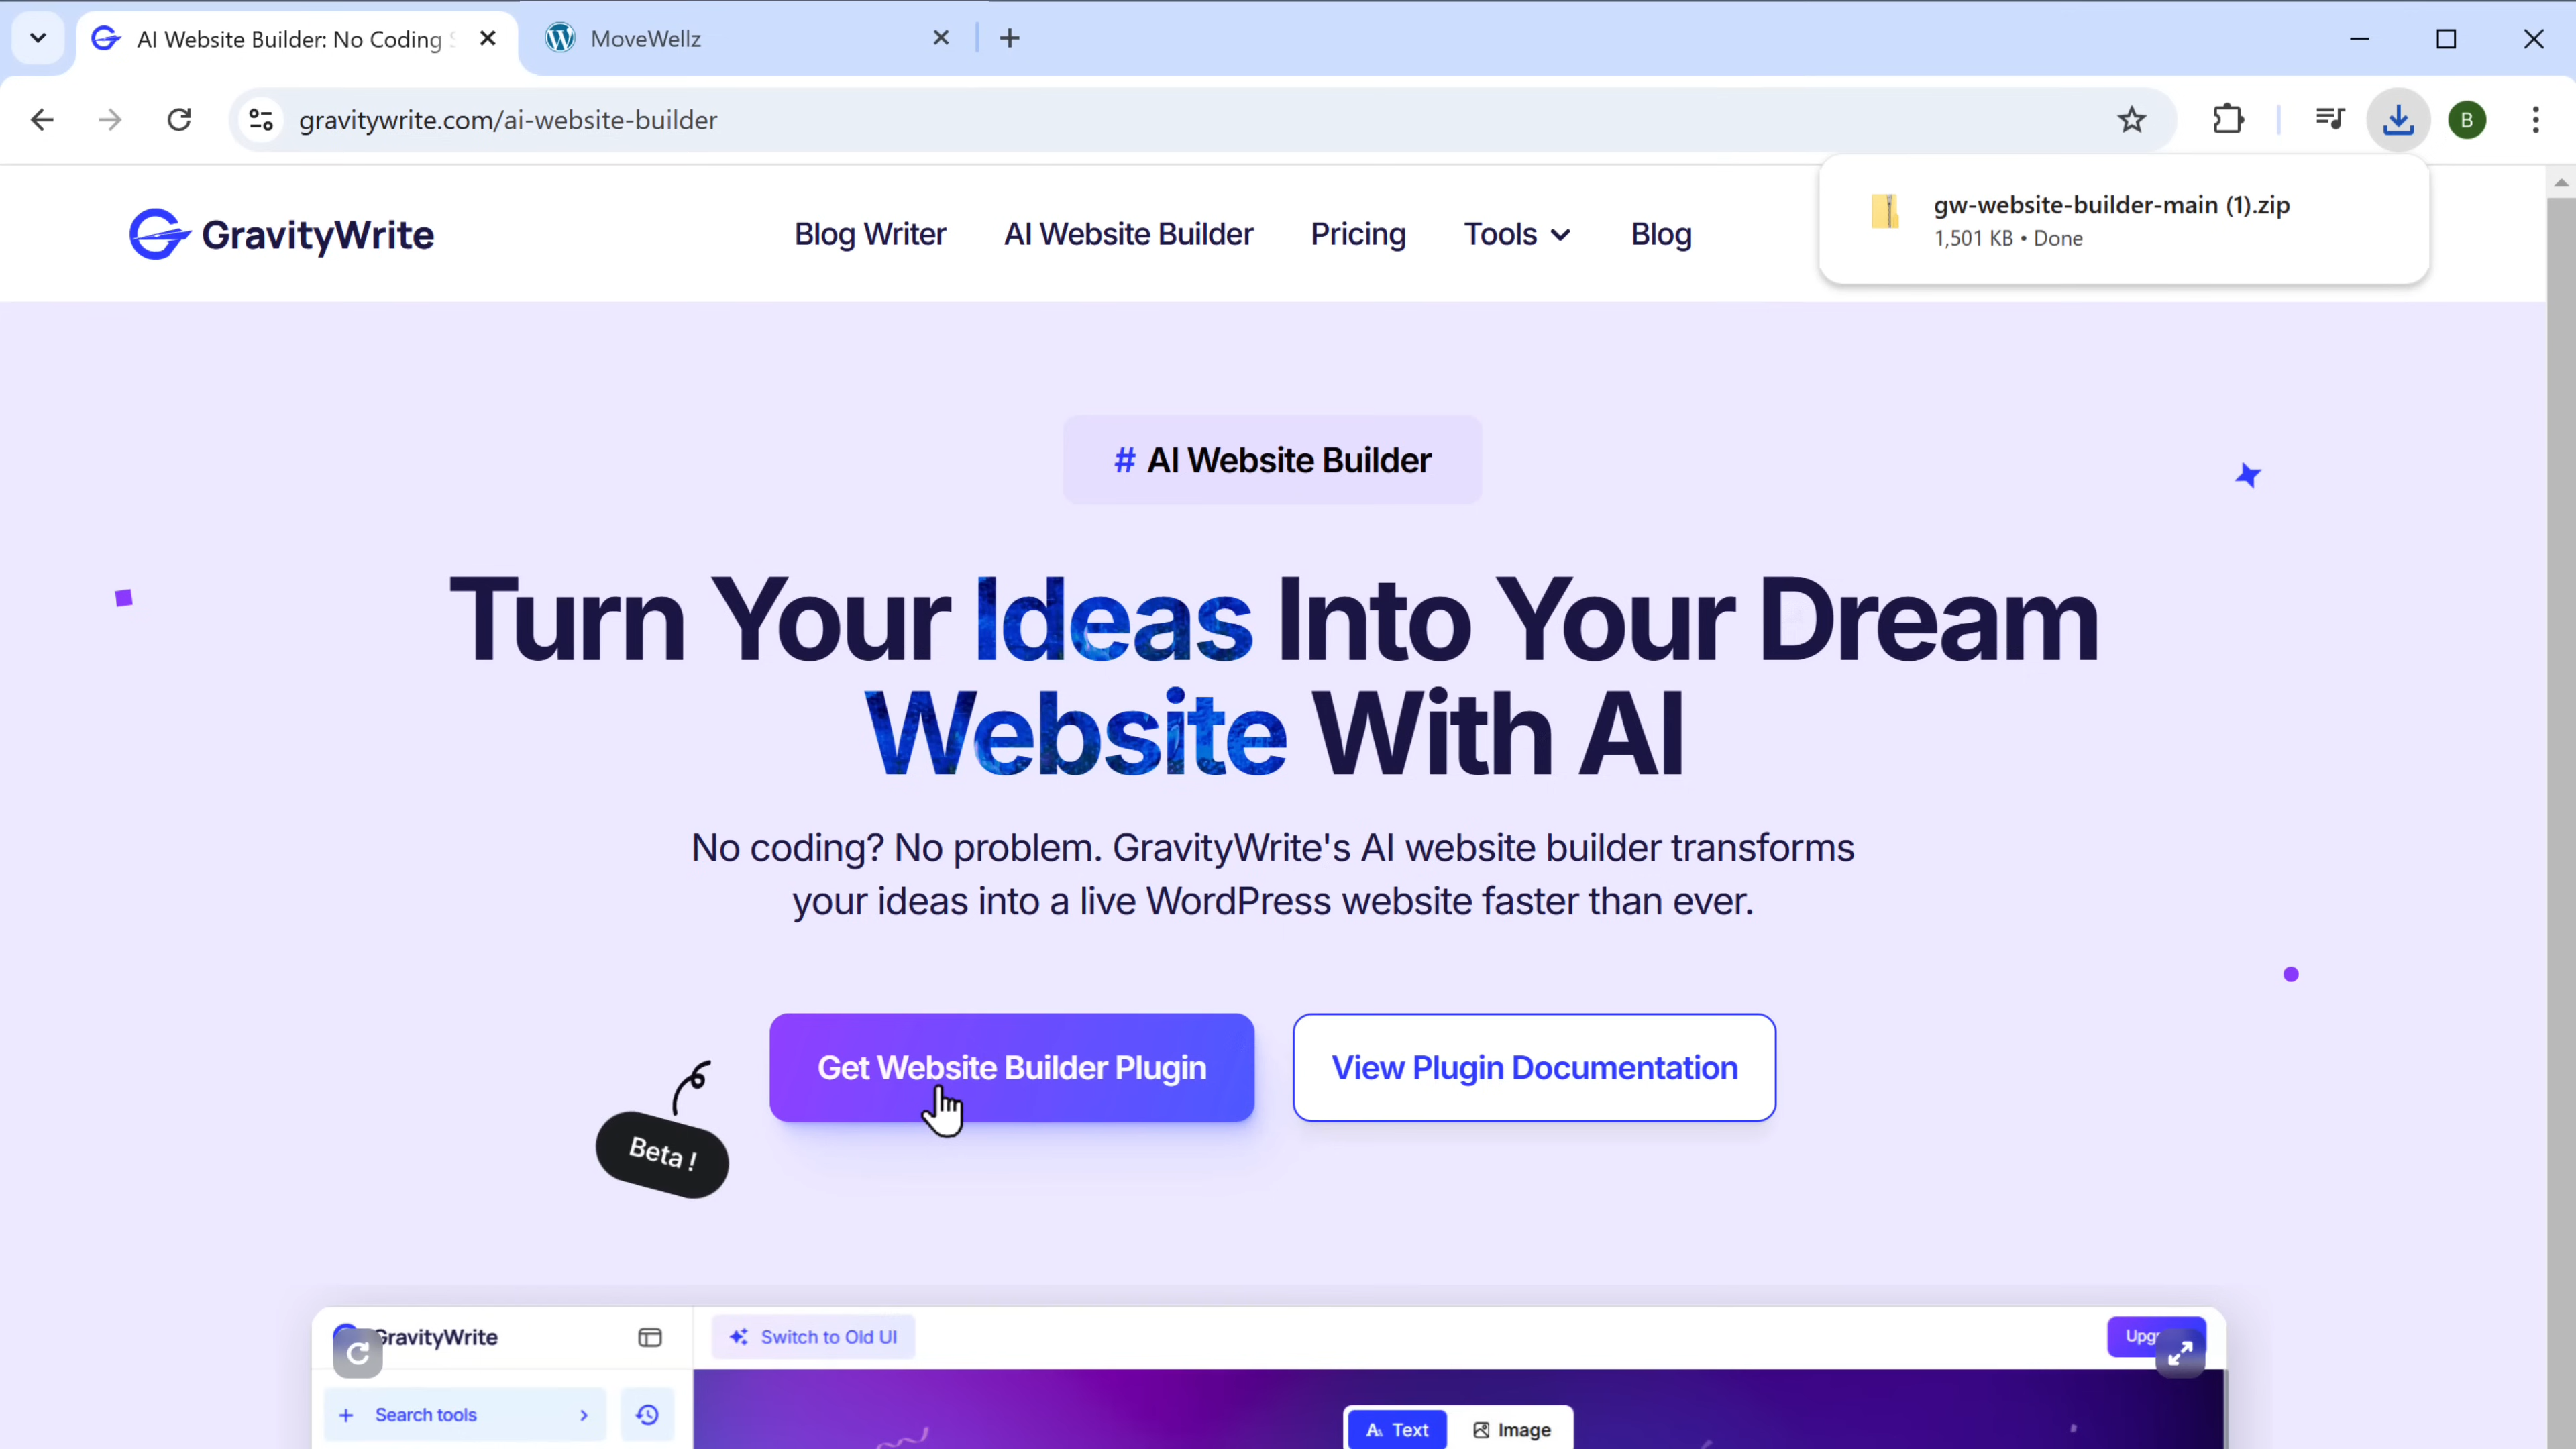 AI Website Builder: No Coding
MoveWellz
gravitywrite.com/ai-website-builder
B
gw-website-builder-main (1).zip
1,501 KB • Done
GravityWrite
Blog Writer
AI Website Builder
Pricing
Tools
Blog
# AI Website Builder
Turn Your Ideas Into Your Dream
Website With AI
No coding? No problem. GravityWrite's AI website builder transforms
your ideas into a live WordPress website faster than ever.
Get Website Builder Plugin
View Plugin Documentation
Beta !
GravityWrite
Switch to Old UI
Search tools
Text
Image